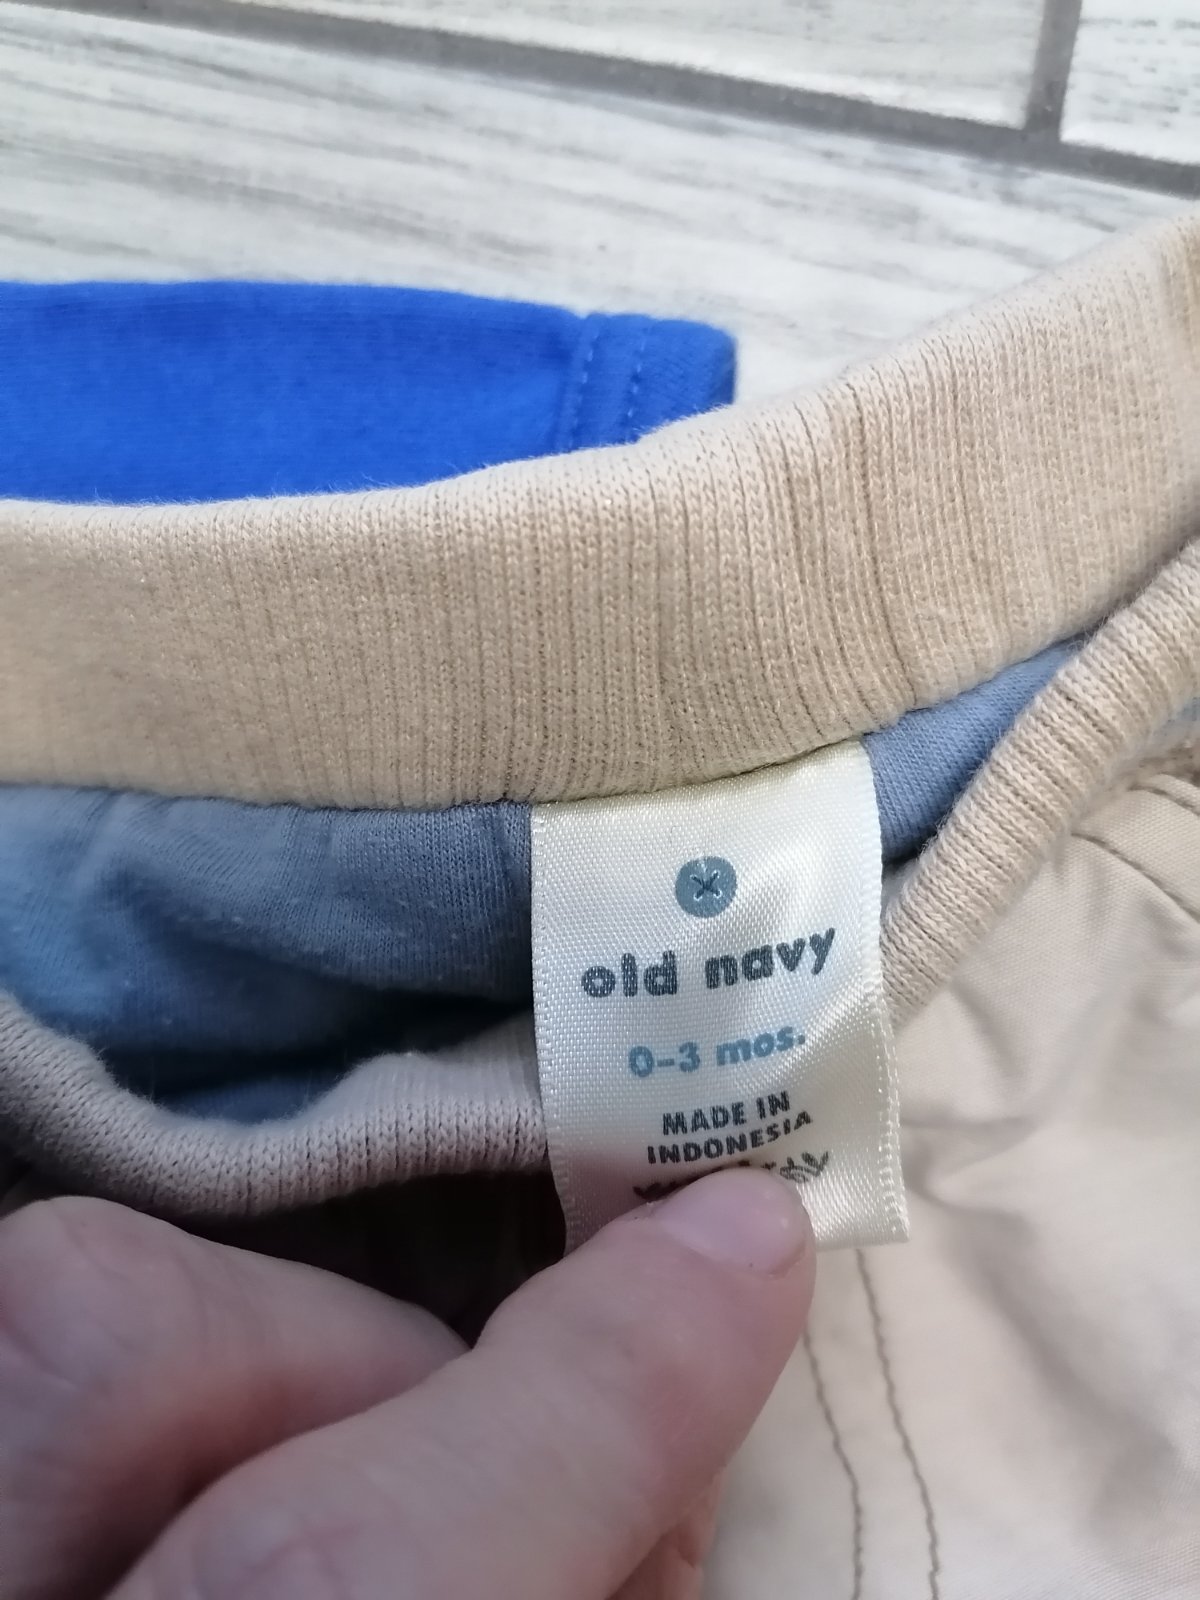 old navy
0-3 mos.
MADE IN
INDONESIA